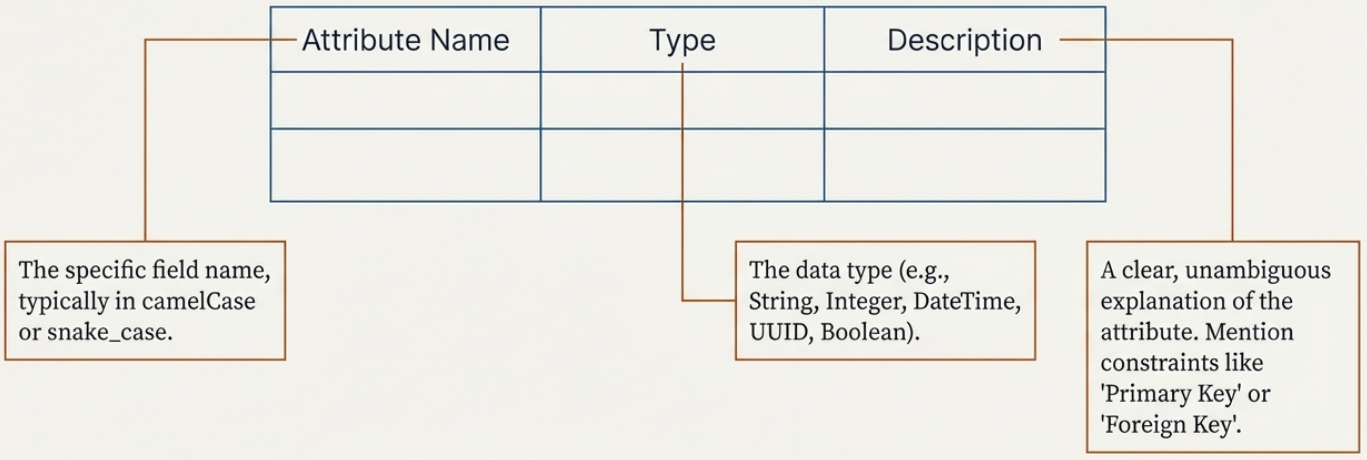 Attribute Name
Type
Description
The specific field name,
typically in camelCase
or snake_case.
The data type (e.g.,
String, Integer, DateTime,
UUID, Boolean).
A clear, unambiguous
explanation of the
attribute. Mention
constraints like
'Primary Key' or
'Foreign Key'.